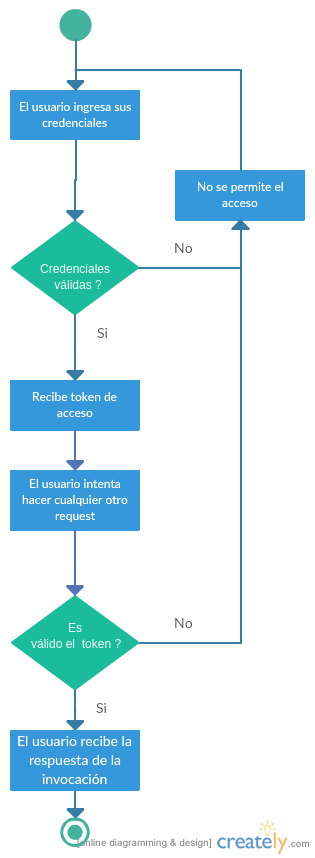 El usuario ingresa sus
credenciales
No se permite el
acceso
No
Credenciales
válidas ?
Si
Recibe token de
acceso
El usuario intenta
hacer cualquier otro
request
Es
válido el token ?
No
Si
El usuario recibe la
respuesta de la
invocación
[online diagramming & design] creately.com